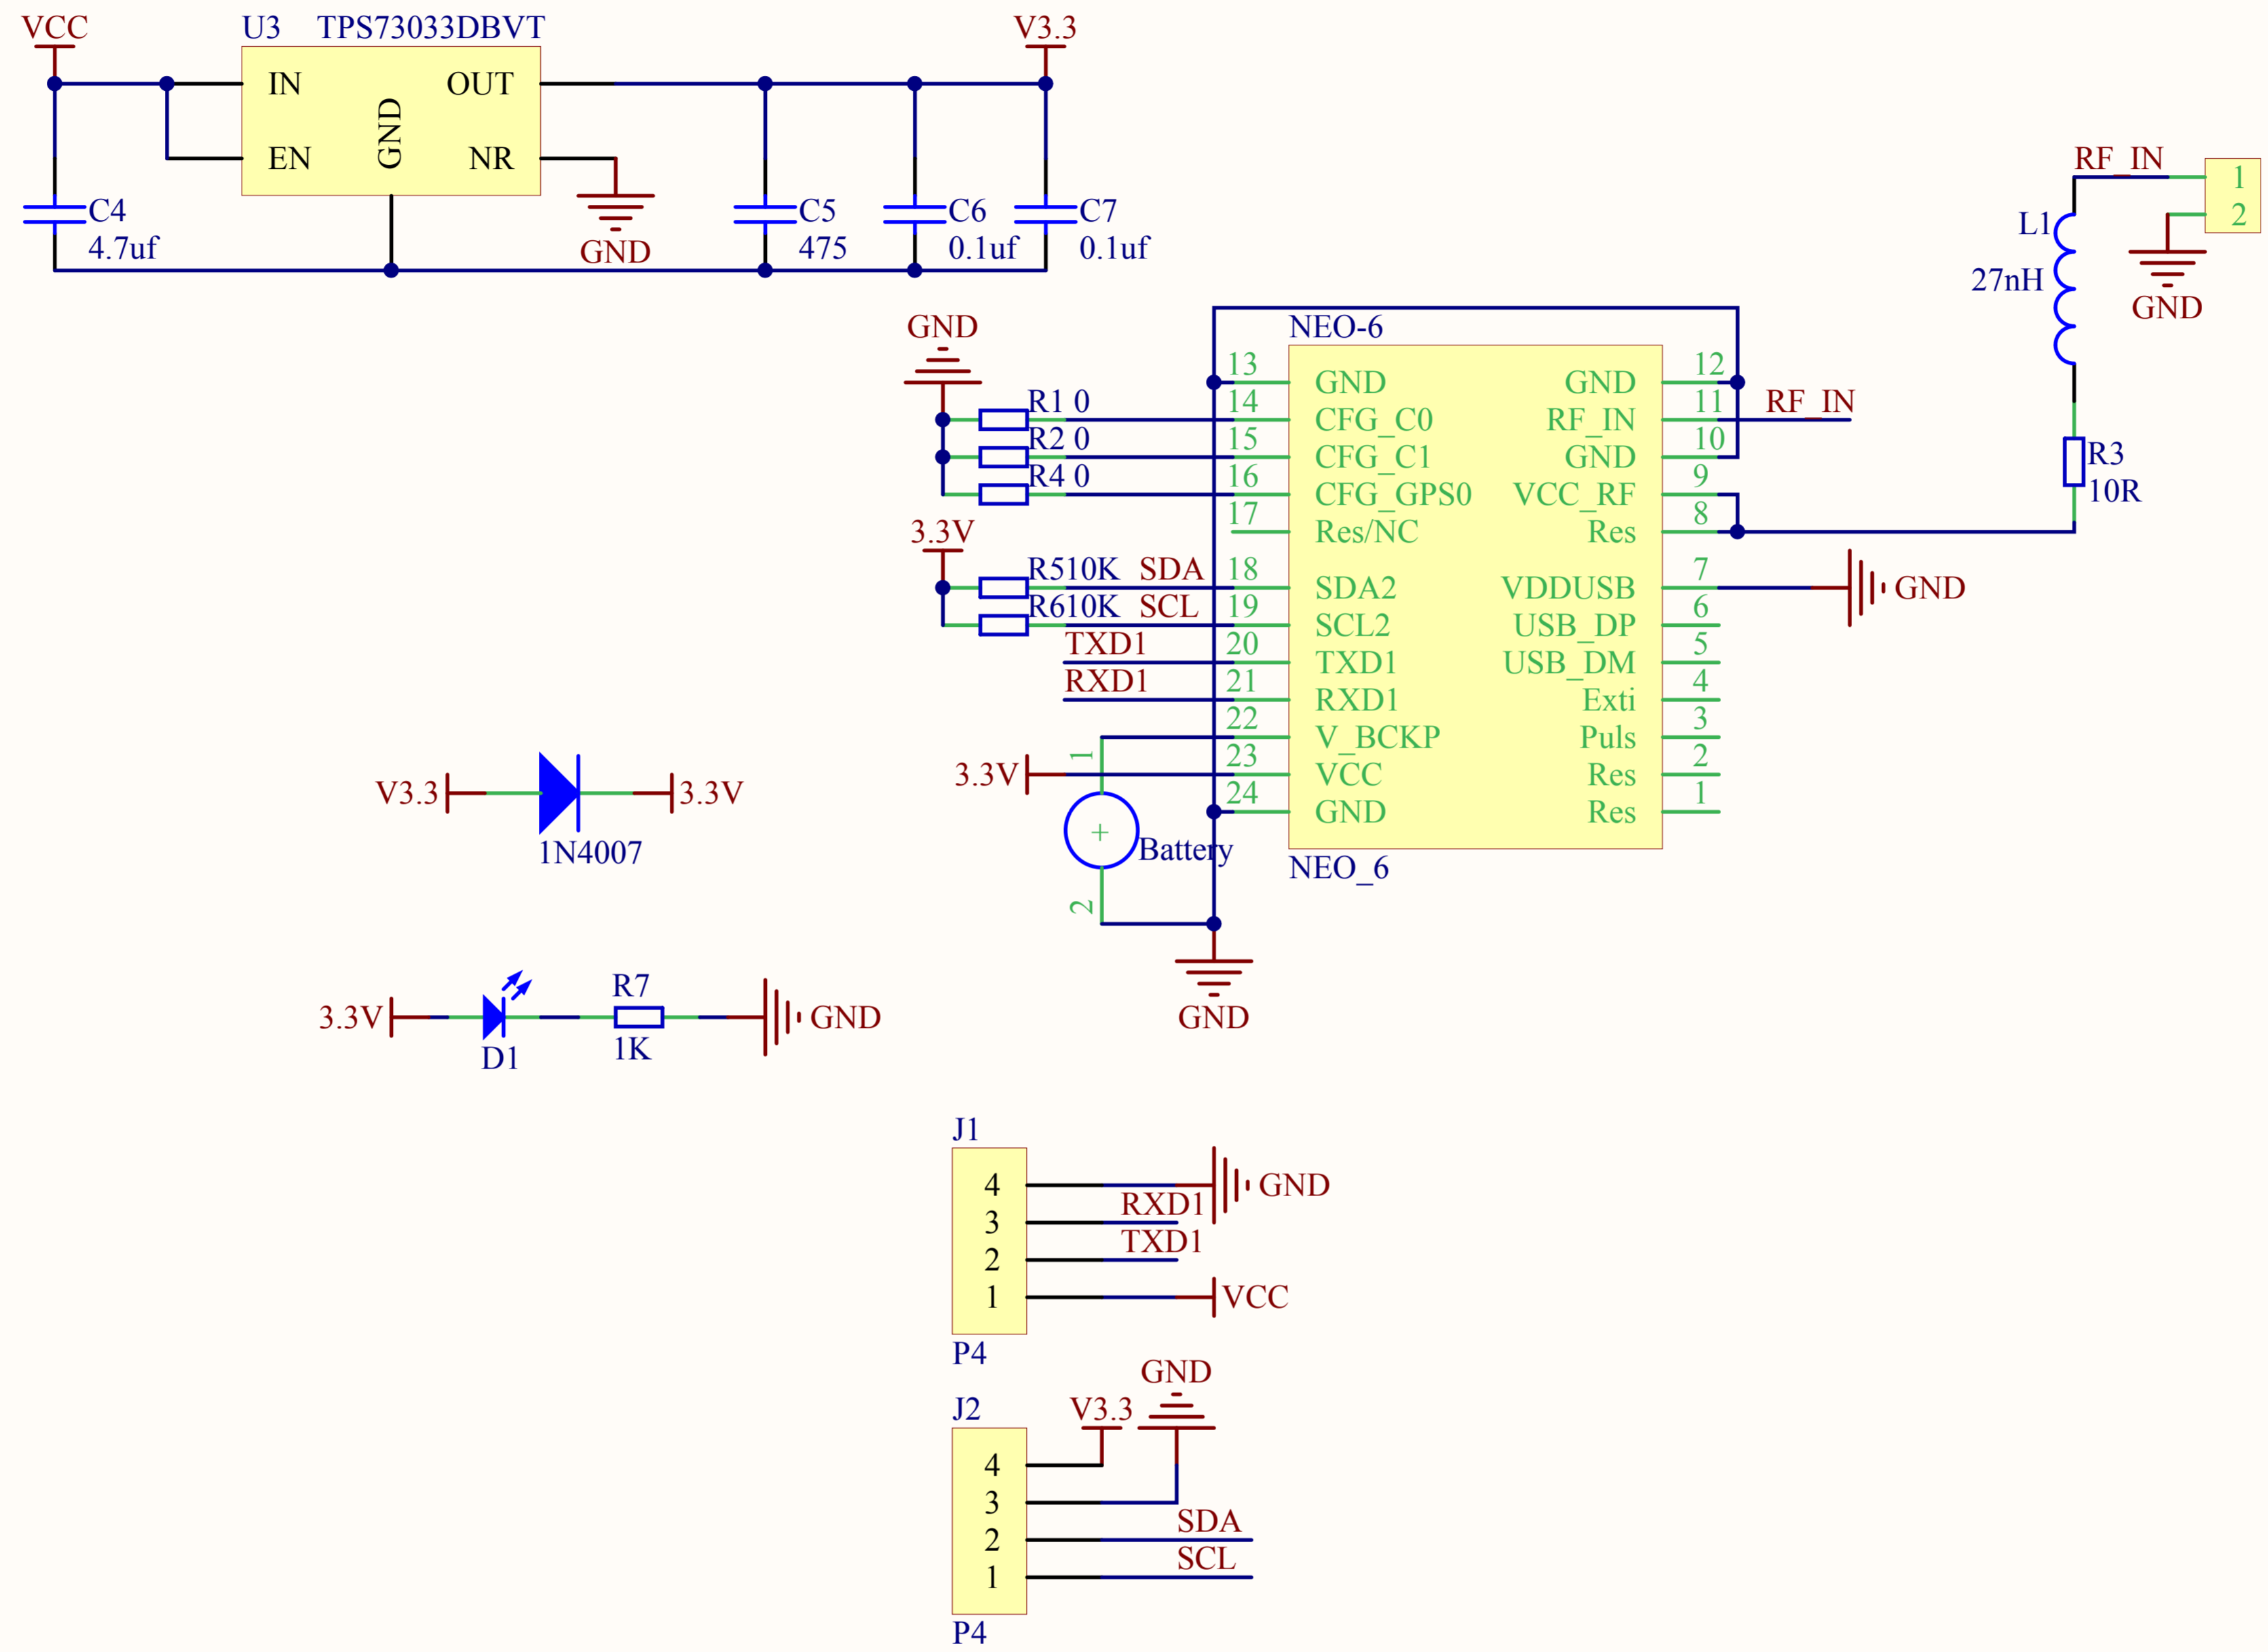 VCC
U3 TPS73033DBVT
V3.3
IN
OUT
GND
EN
NR
C4
4.7uf
GND
C5
475
C6
0.1uf
C7
0.1uf
RF_IN
1
2
L1
27nH
GND
R3
10R
GND
NEO-6
13 GND
14 CFG_C0
15 CFG_C1
16 CFG_GPS0
17 Res/NC
18 SDA2
19 SCL2
20 TXD1
21 RXD1
22 V_BCKP
23 VCC
24 GND
GND 12
RF_IN 11
GND 10
VCC_RF 9
Res 8
VDDUSB 7
USB_DP 6
USB_DM 5
Exti 4
Puls 3
Res 2
Res 1
NEO_6
RF_IN
GND
R1 0
R2 0
R4 0
3.3V
R510K SDA
R610K SCL
TXD1
RXD1
1
3.3V
+
Battery
2
GND
V3.3
3.3V
1N4007
3.3V
D1
R7
1K
GND
J1
4 GND
3 RXD1
2 TXD1
1 VCC
P4
GND
J2
V3.3
4
3
2 SDA
1 SCL
P4